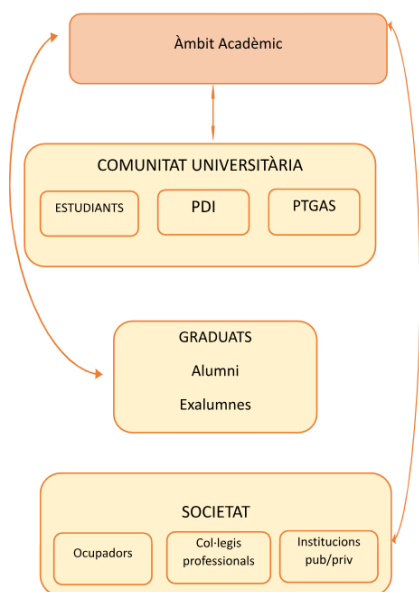 Àmbit Acadèmic
COMUNITAT UNIVERSITÀRIA
ESTUDIANTS
PDI
PTGAS
GRADUATS
Alumni
Exalumnes
SOCIETAT
Ocupadors
Col·legis
professionals
Institucions
pub/priv